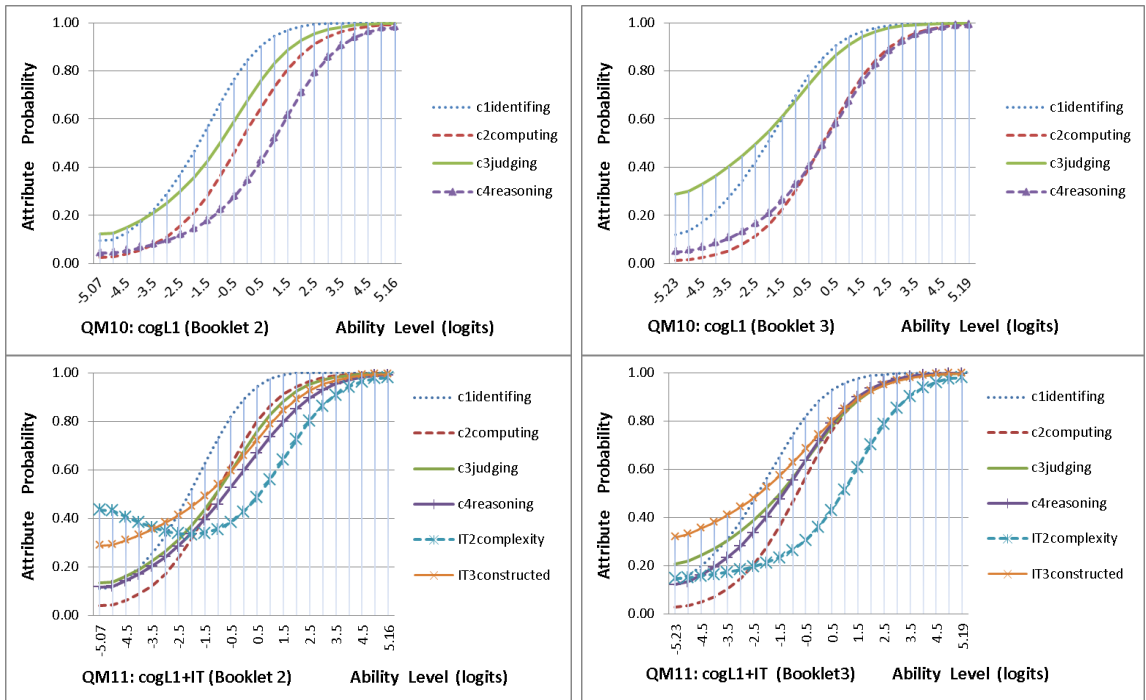 1.00
0.80
0.60
0.40
0.20
0.00
Attribute Probability
-5.07
-4.5
-3.5
-2.5
-1.5
-0.5
0.5
1.5
2.5
3.5
4.5
5.16
c1identifing
c2computing
c3judging
c4reasoning
QM10: cogL1 (Booklet 2) Ability Level (logits)
1.00
0.80
0.60
0.40
0.20
0.00
Attribute Probability
-5.23
-4.5
-3.5
-2.5
-1.5
-0.5
0.5
1.5
2.5
3.5
4.5
5.19
c1identifing
c2computing
c3judging
c4reasoning
QM10: cogL1 (Booklet 3) Ability Level (logits)
1.00
0.80
0.60
0.40
0.20
0.00
Attribute Probability
-5.07
-4.5
-3.5
-2.5
-1.5
-0.5
0.5
1.5
2.5
3.5
4.5
5.16
c1identifing
c2computing
c3judging
c4reasoning
IT2complexity
IT3constructed
QM11: cogL1+IT (Booklet 2) Ability Level (logits)
1.00
0.80
0.60
0.40
0.20
0.00
Attribute Probability
-5.23
-4.5
-3.5
-2.5
-1.5
-0.5
0.5
1.5
2.5
3.5
4.5
5.19
c1identifing
c2computing
c3judging
c4reasoning
IT2complexity
IT3constructed
QM11: cogL1+IT (Booklet3) Ability Level (logits)